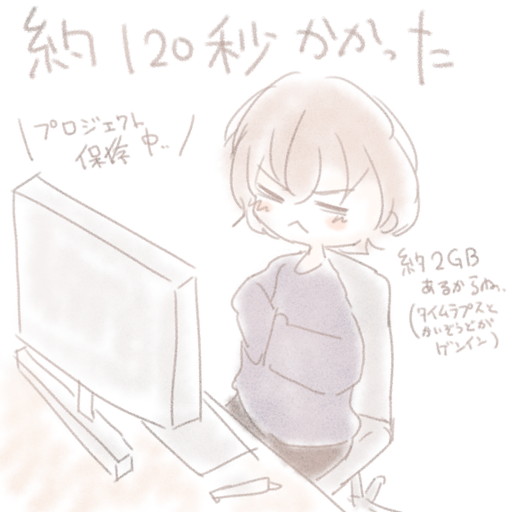 約120秒かかった
\プロジェクト
保存中../
約2GB
あるからね..
(タイムラプスと
かいぞうどが
ゲンイン)